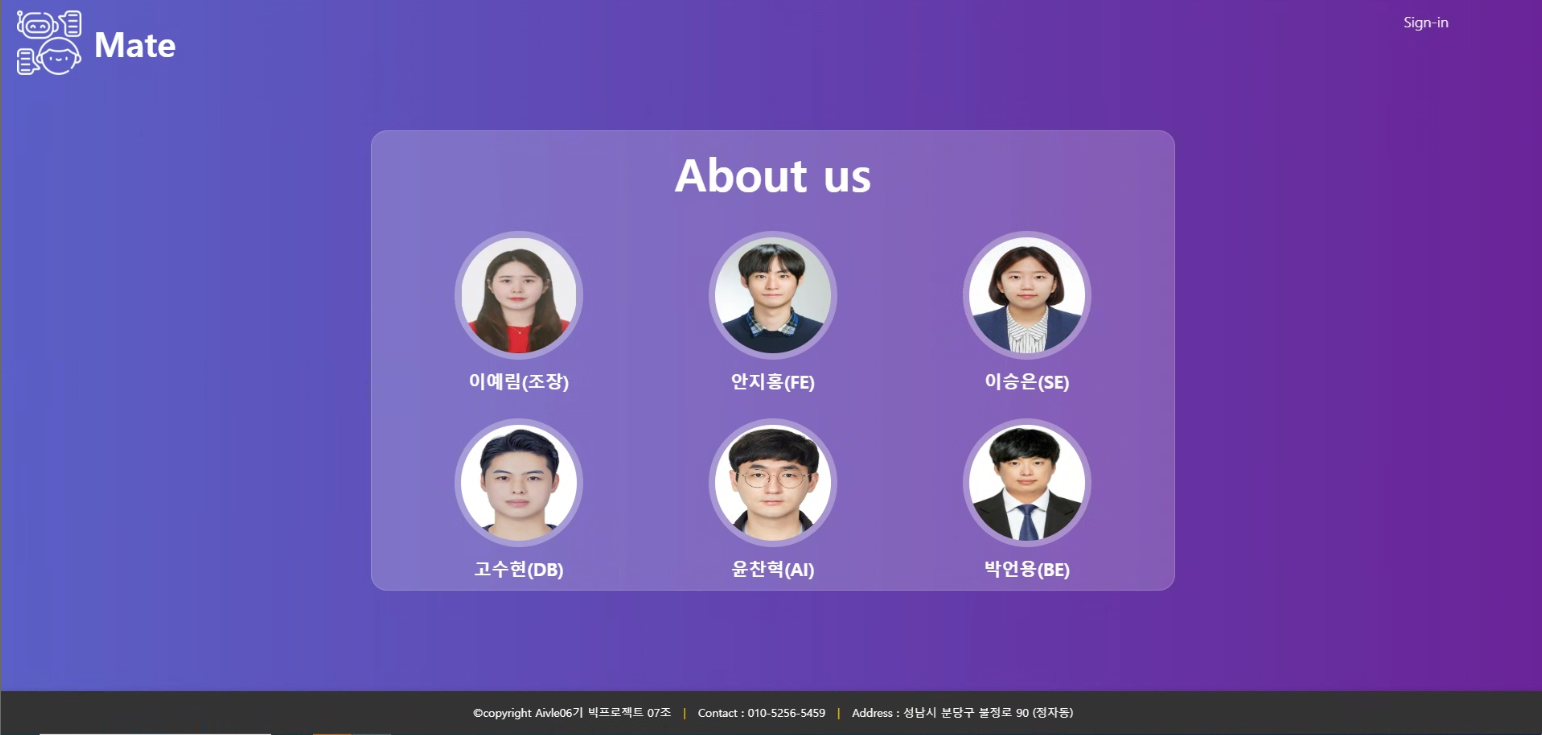 Mate
Sign-in
About us
이예림(조장) 안지홍(FE) 이승은(SE)
고수현(DB) 윤찬혁(AI) 박언용(BE)
©copyright Aivle06기 빅프로젝트 07조 | Contact : 010-5256-5459 | Address : 성남시 분당구 불정로 90 (정자동)